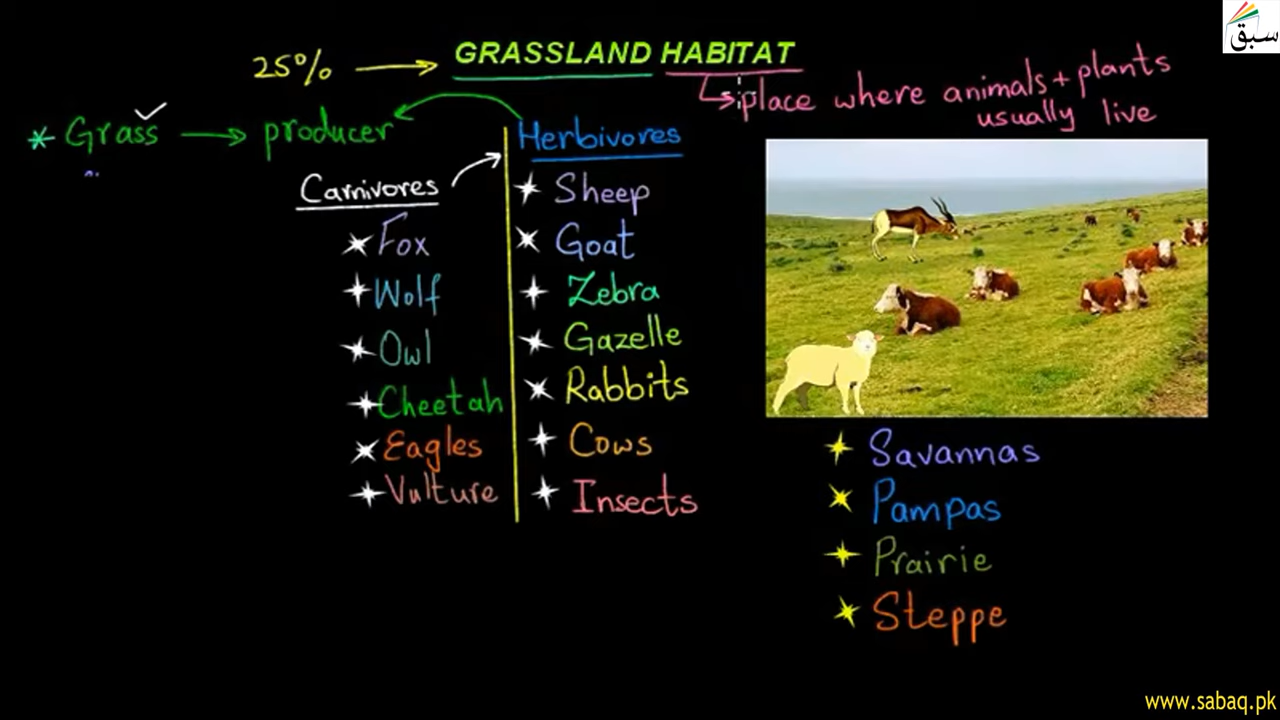 سبق
25% → GRASSLAND HABITAT
place where animals + plants
usually live
* Grass → producer
Herbivores
Carnivores
Sheep
Fox
Goat
Wolf
Zebra
Owl
Gazelle
Cheetah
Rabbits
Eagles
Cows
Vulture
Insects
Savannas
Pampas
Prairie
Steppe
www.sabaq.pk